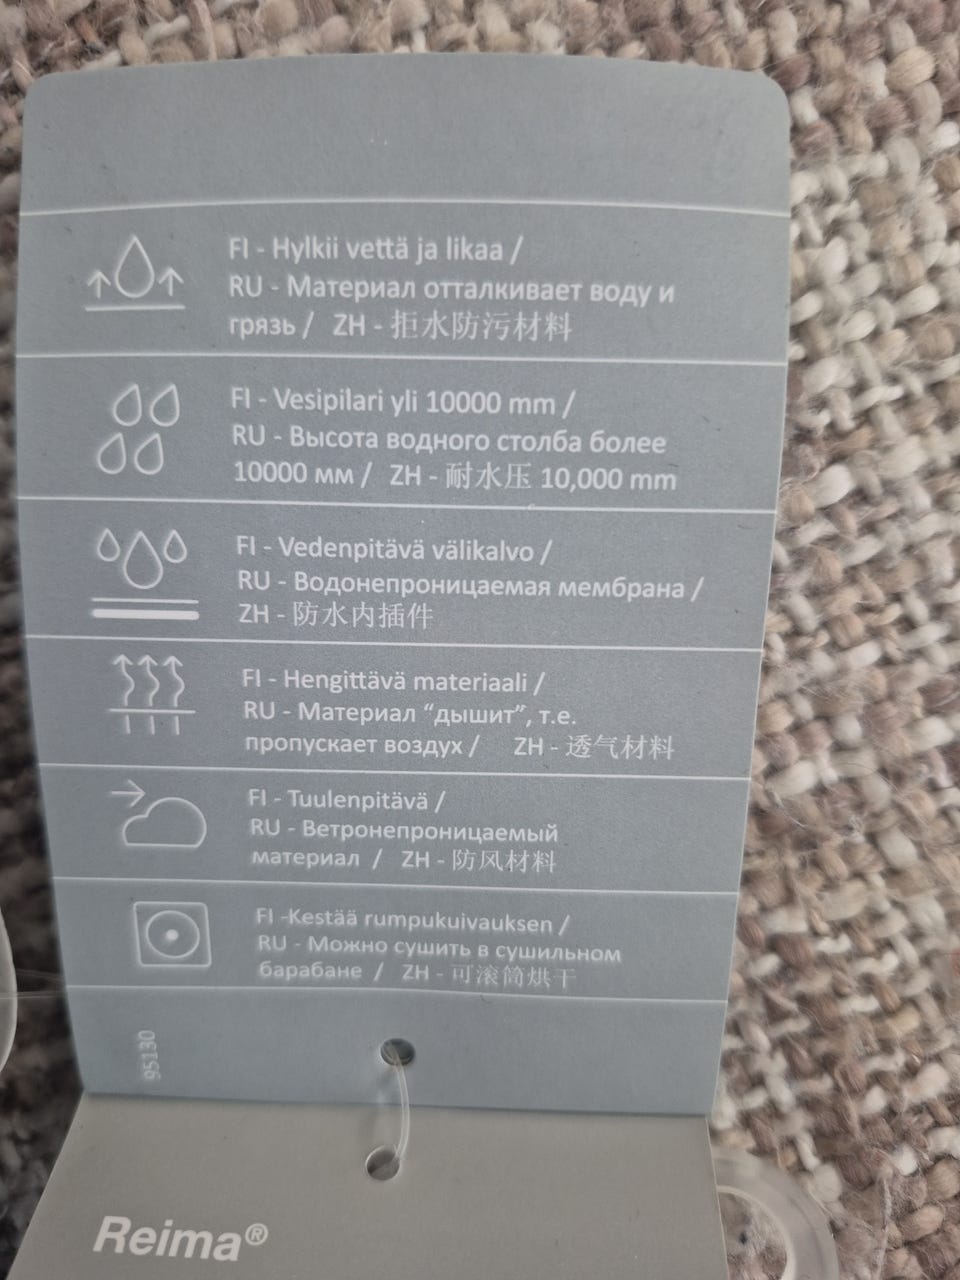 FI - Hylkii vettä ja likaa /
RU - Материал отталкивает воду и
грязь / ZH - 拒水防污材料
FI - Vesipilari yli 10000 mm /
RU - Высота водного столба более
10000 мм / ZH - 耐水压 10,000 mm
FI - Vedenpitävä välikalvo /
RU - Водонепроницаемая мембрана /
ZH - 防水内插件
FI - Hengittävä materiaali /
RU - Материал “дышит”, т.е.
пропускает воздух / ZH - 透气材料
FI - Tuulenpitävä /
RU - Ветронепроницаемый
материал / ZH - 防风材料
FI -Kestää rumpukuivauksen /
RU - Можно сушить в сушильном
барабане / ZH - 可滚筒烘干
95130
Reima®